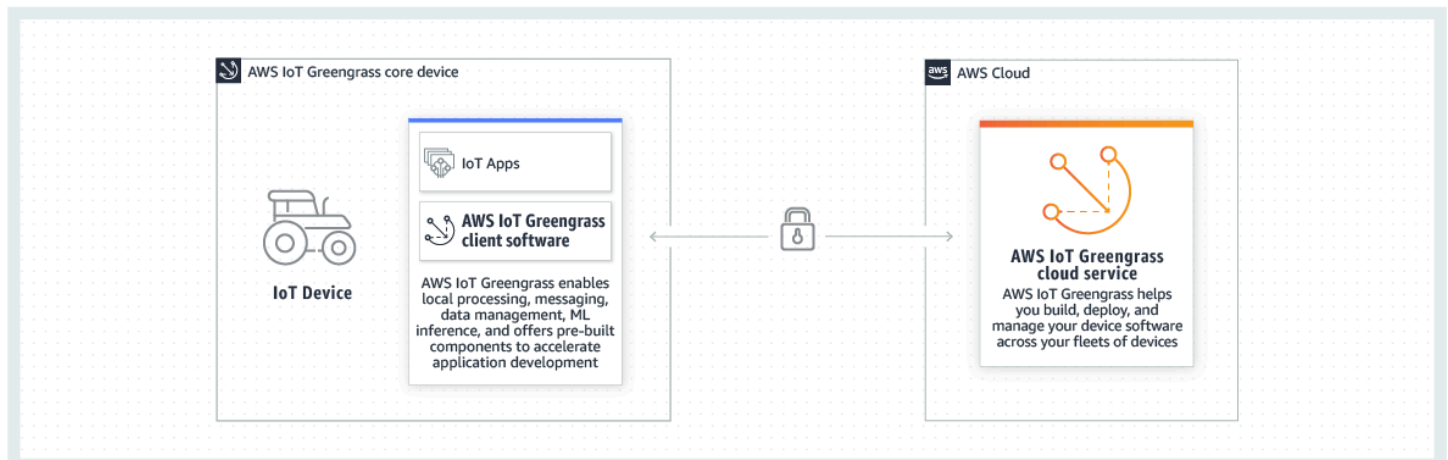 AWS IoT Greengrass core device
IoT Device
IoT Apps
AWS IoT Greengrass
client software
AWS IoT Greengrass enables
local processing, messaging,
data management, ML
inference, and offers pre-built
components to accelerate
application development
aws
AWS Cloud
AWS IoT Greengrass
cloud service
AWS IoT Greengrass helps
you build, deploy, and
manage your device software
across your fleets of devices